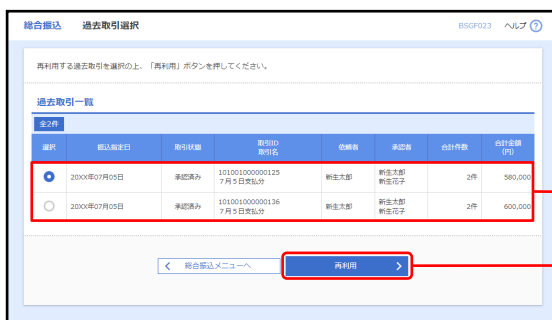 総合振込 過去取引選択 BSGF023 ヘルプ ?
再利用する過去取引を選択の上、「再利用」ボタンを押してください。
過去取引一覧
全2件
選択 振込指定日 取引状態 取引ID 取引名 依頼者 承認者 合計件数 合計金額 (円)
20XX年07月05日 承認済み 101001000000125 7月5日支払分 新生太郎 新生太郎 新生花子 2件 580,000
20XX年07月05日 承認済み 101001000000136 7月5日支払分 新生太郎 新生太郎 新生花子 2件 600,000
総合振込メニューへ 再利用